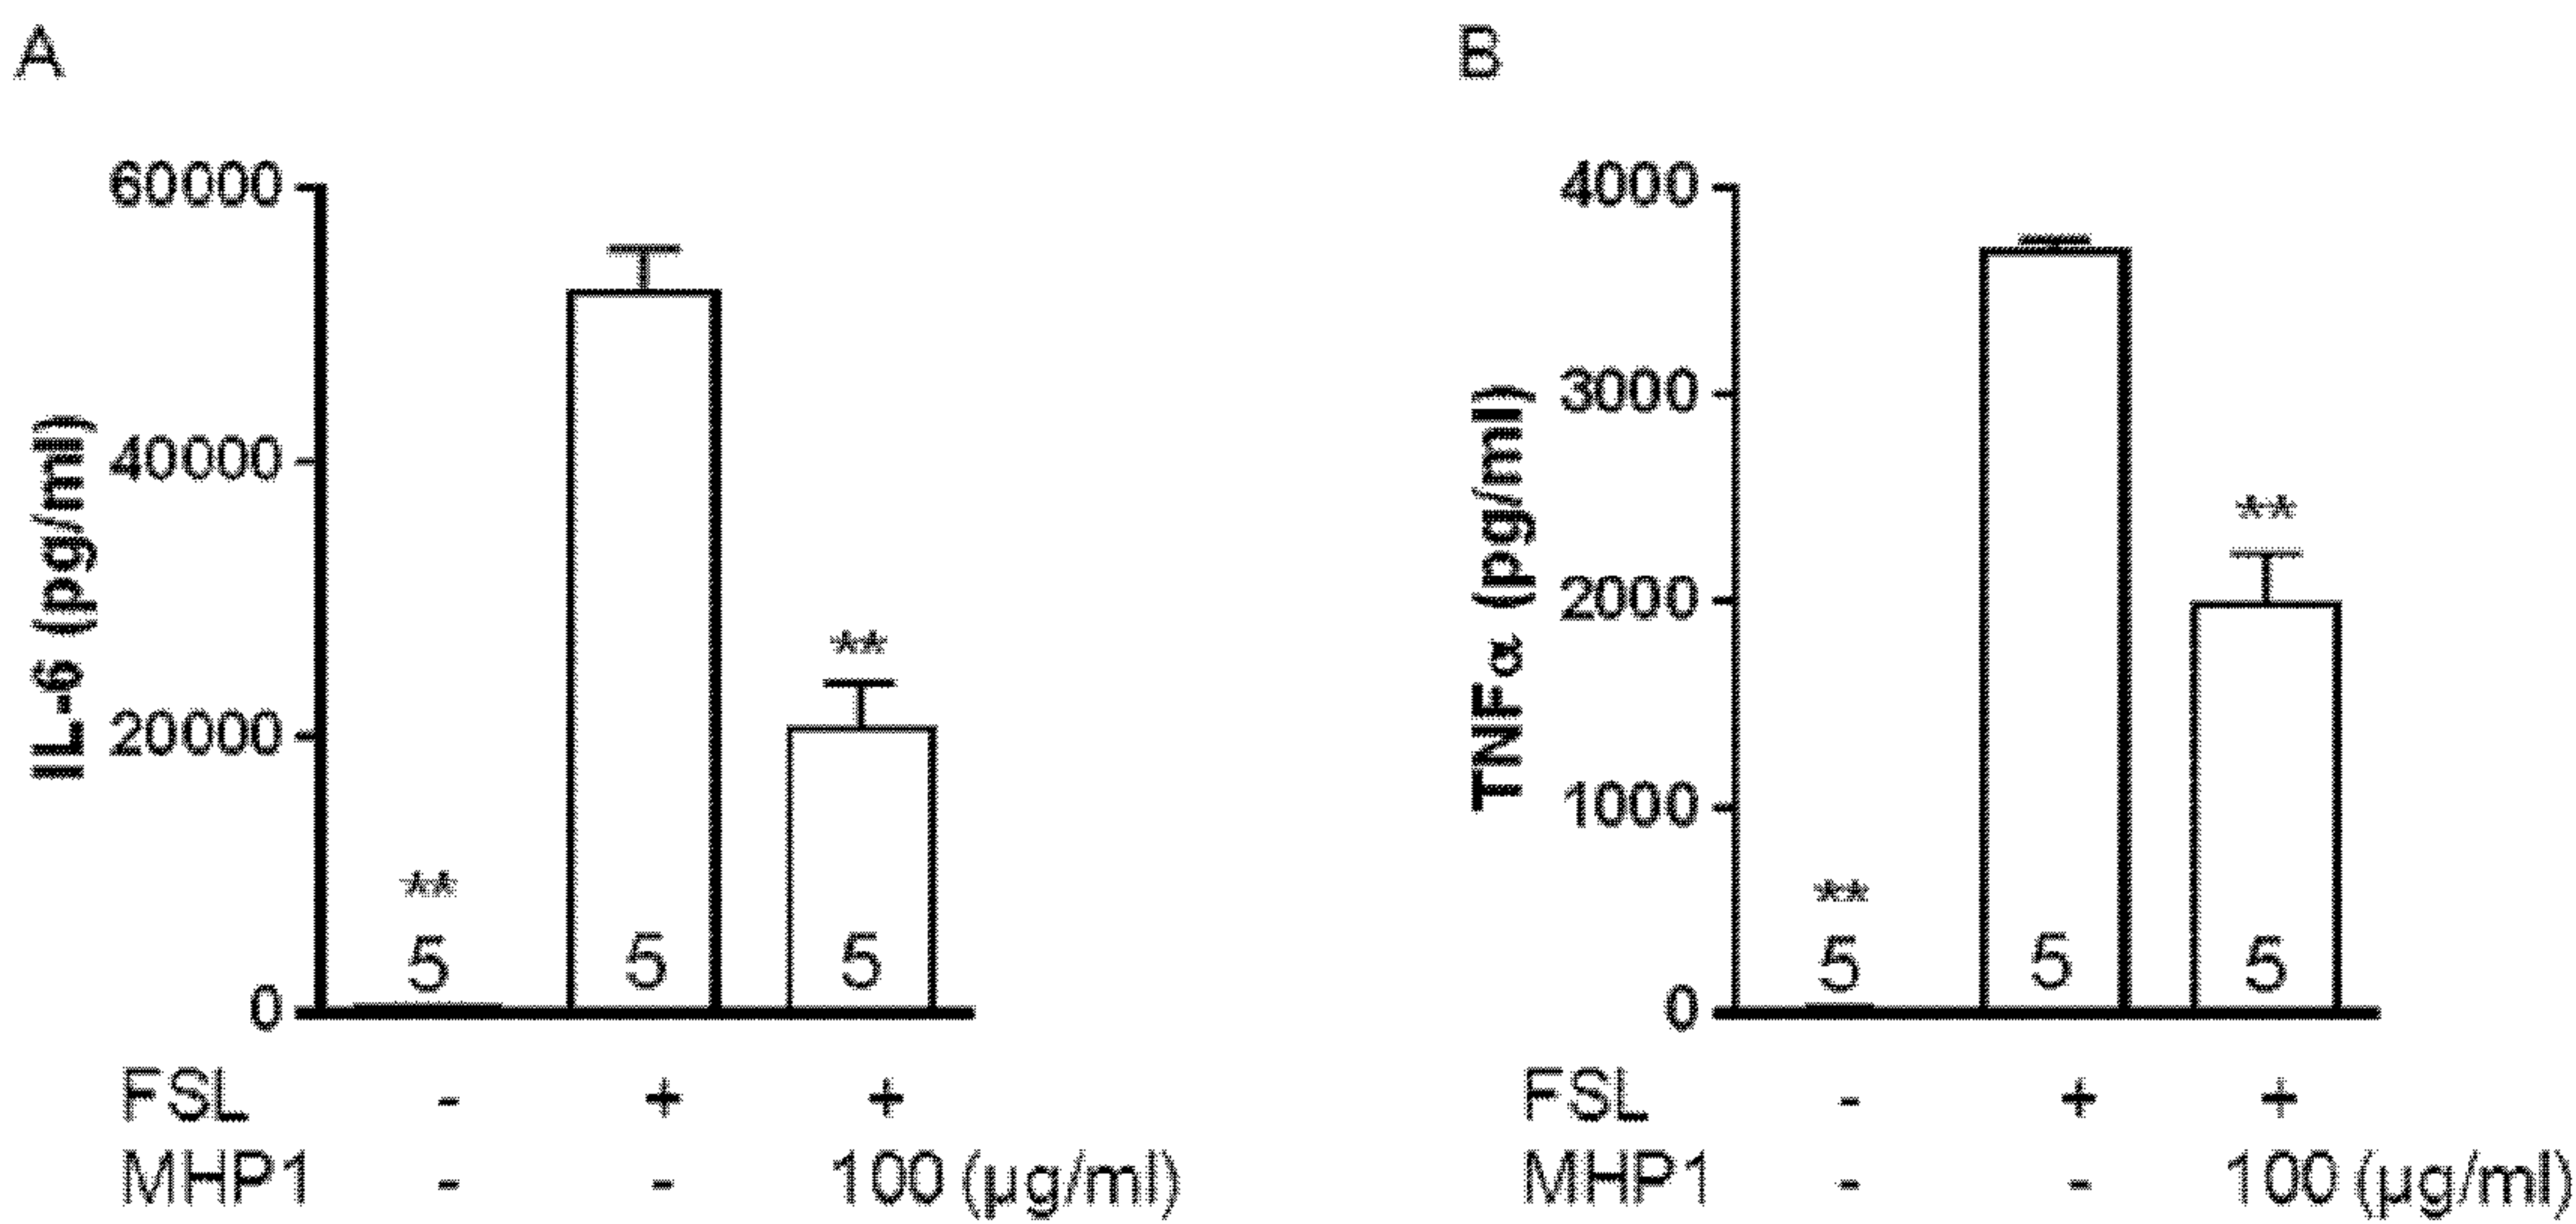 A
60000
40000
20000
0
IL-6 (pg/ml)
**
5
5
**
5
FSL - + +
MHP1 - - 100 (µg/ml)
B
4000
3000
2000
1000
0
TNFα (pg/ml)
**
5
5
**
5
FSL - + +
MHP1 - - 100 (µg/ml)